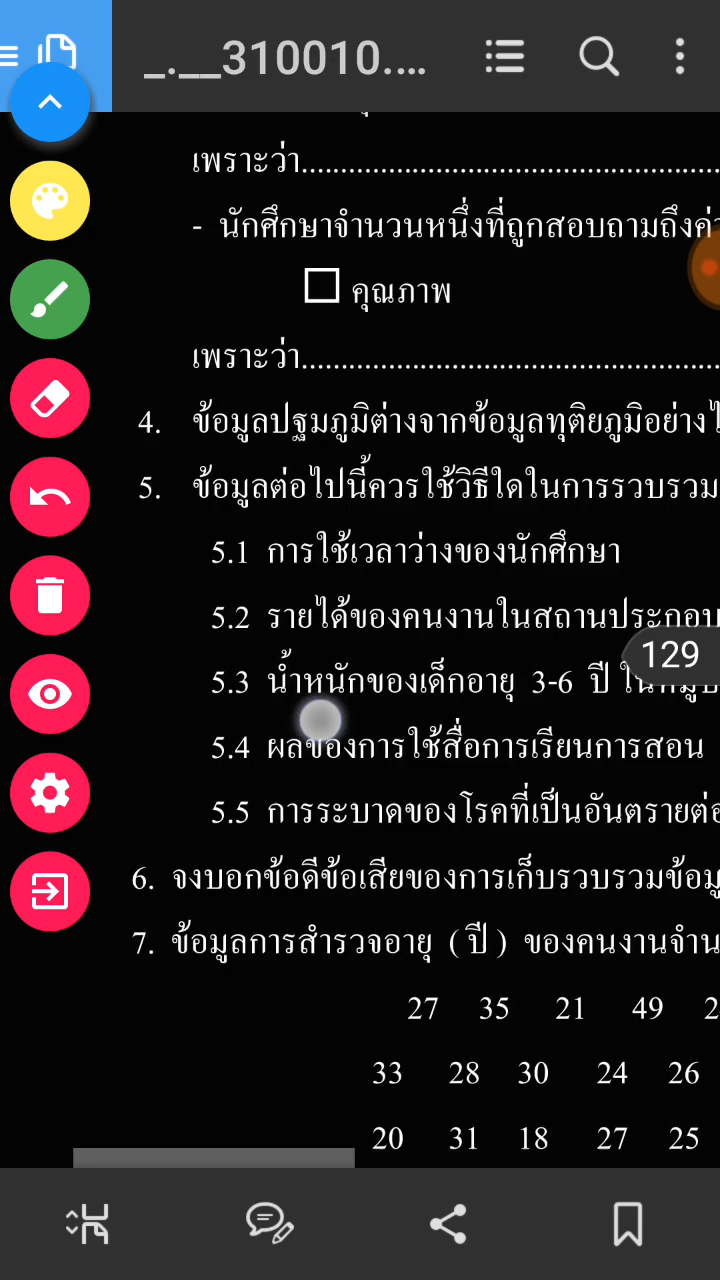 _.__310010....
เพราะว่า......................................................
- นักศึกษาจำนวนหนึ่งที่ถูกสอบถามถึงค่า
คุณภาพ
เพราะว่า......................................................
4. ข้อมูลปฐมภูมิต่างจากข้อมูลทุติยภูมิอย่าง
5. ข้อมูลต่อไปนี้ควรใช้วิธีใดในการรวบรวม
5.1 การใช้เวลาว่างของนักศึกษา
5.2 รายได้ของคนงานในสถานประกอบ
129
5.3 น้ำหนักของเด็กอายุ 3-6 ปี
5.4 ผลของการใช้สื่อการเรียนการสอน
5.5 การระบาดของโรคที่เป็นอันตรายต่อ
6. จงบอกข้อดีข้อเสียของการเก็บรวบรวมข้อมู
7. ข้อมูลการสำรวจอายุ (ปี) ของคนงานจำน
27 35 21 49 2
33 28 30 24 26
20 31 18 27 25